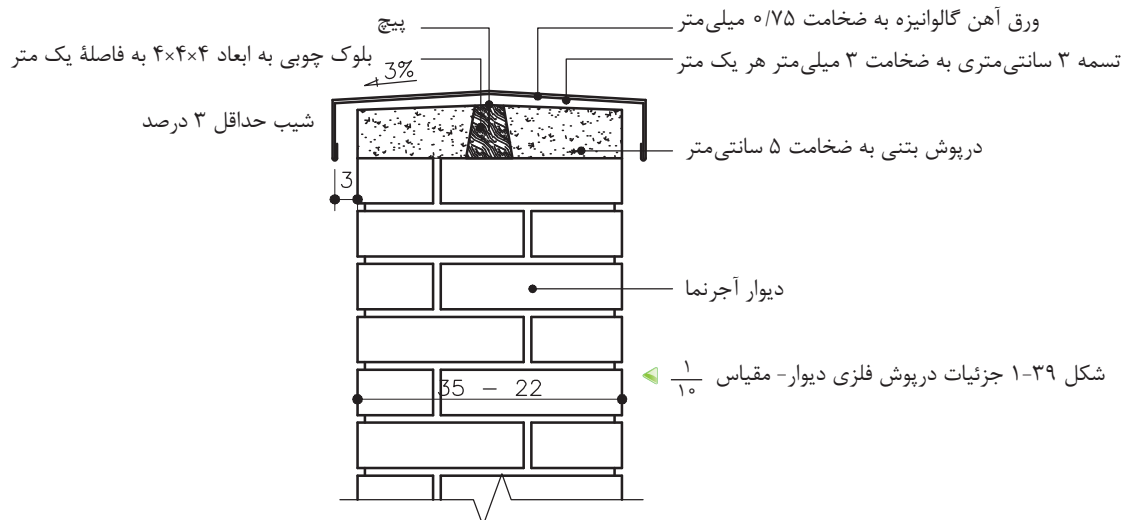 ورق آهن گالوانیزه به ضخامت ۰/۷۵ میلی‌متر
پیچ
تسمه ۳ سانتی‌متری به ضخامت ۳ میلی‌متر هر یک متر
بلوک چوبی به ابعاد ۴×۴×۴ به فاصلهٔ یک متر
3%
شیب حداقل ۳ درصد
درپوش بتنی به ضخامت ۵ سانتی‌متر
3
دیوار آجرنما
شکل ۳۹-۱ جزئیات درپوش فلزی دیوار- مقیاس ۱/۱۰
35 – 22